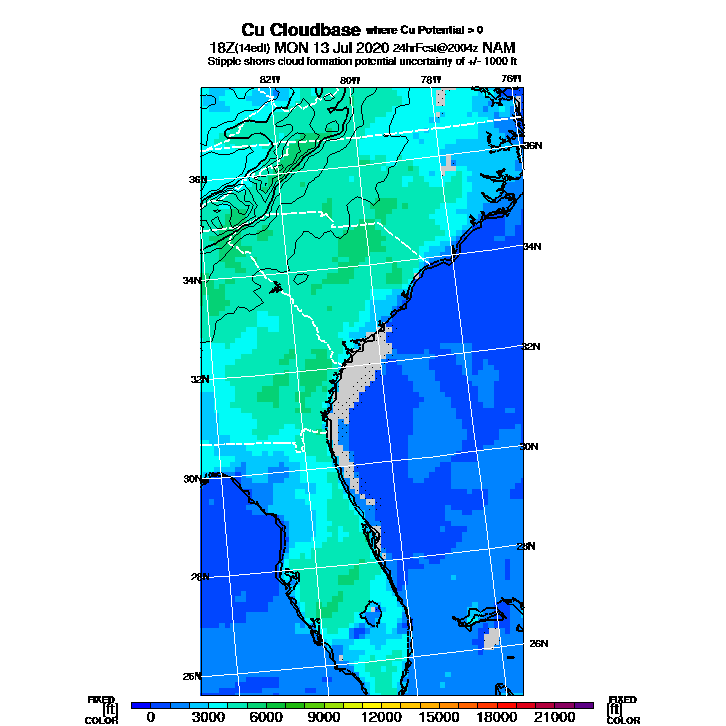 Cu Cloudbase where Cu Potential > 0
18Z(14edt) MON 13 Jul 2020 24hrFcst@2004z NAM
Stipple shows cloud formation potential uncertainty of +/- 1000 ft
82W 80W 78W 76W
36N
36N
34N
34N
32N
32N
30N
30N
28N
28N
26N
26N
FIXED FIXED
[ft] [ft]
COLOR COLOR
0 3000 6000 9000 12000 15000 18000 21000